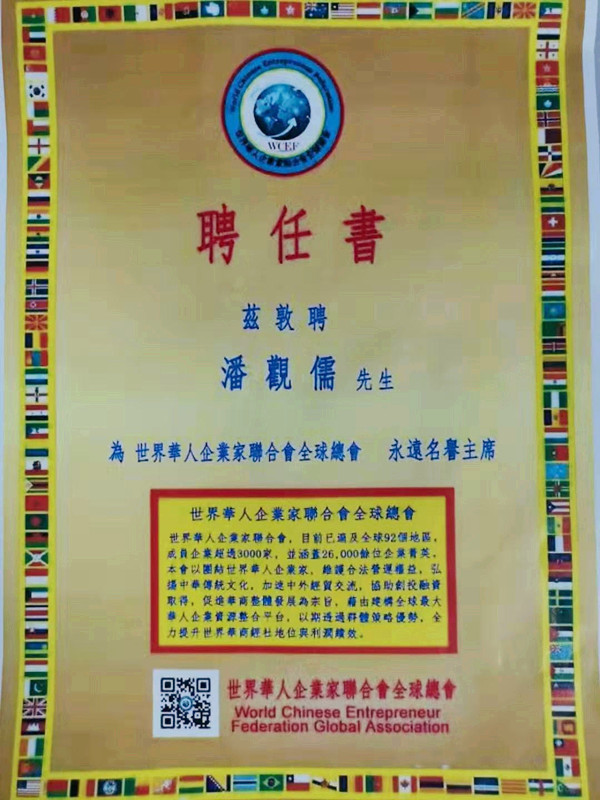 World Chinese Entrepreneur Federation
WCEF
聘任書
茲敦聘
潘觀儒 先生
為 世界華人企業家聯合會全球總會 永遠名譽主席
世界華人企業家聯合會全球總會
世界華人企業家聯合會，目前已遍及全球92個地區，
成員企業超過3000家，並涵蓋26,000餘位企業菁英。
本會以團結世界華人企業家，維護合法營運權益，弘
揚中華傳統文化，加速中外經貿交流，協助創投融資
取得，促進華商整體發展為宗旨，藉由建構全球最大
華人企業資源整合平台，以期透過群體策略優勢，全
力提升世界華商經社地位與利潤績效。
世界華人企業家聯合會全球總會
World Chinese Entrepreneur
Federation Global Association